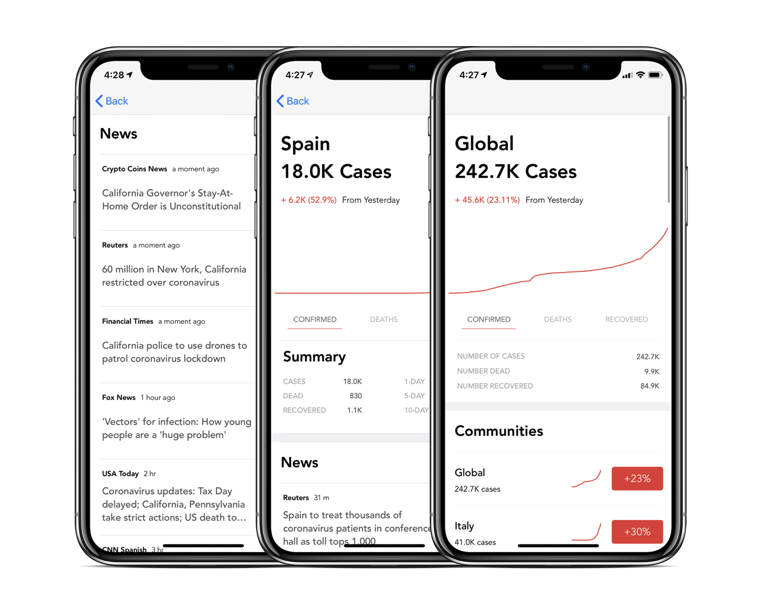 4:28
Back
News
Crypto Coins News a moment ago
California Governor's Stay-At-
Home Order is Unconstitutional
Reuters a moment ago
60 million in New York, California
restricted over coronavirus
Financial Times a moment ago
California police to use drones to
patrol coronavirus lockdown
Fox News 1 hour ago
'Vectors' for infection: How young
people are a 'huge problem'
USA Today 2 hr
Coronavirus updates: Tax Day
delayed; California, Pennsylvania
take strict actions; US death to...
CNN Spanish 3 hr
4:27
Back
Spain
18.0K Cases
+ 6.2K (52.9%) From Yesterday
CONFIRMED DEATHS
Summary
CASES 18.0K 1-DAY
DEAD 830 5-DAY
RECOVERED 1.1K 10-DAY
News
Reuters 31 m
Spain to treat thousands of
coronavirus patients in conference
hall as toll tops 1,000
4:27
Global
242.7K Cases
+ 45.6K (23.11%) From Yesterday
CONFIRMED DEATHS RECOVERED
NUMBER OF CASES 242.7K
NUMBER DEAD 9.9K
NUMBER RECOVERED 84.9K
Communities
Global
242.7K cases
+23%
Italy
41.0K cases
+30%